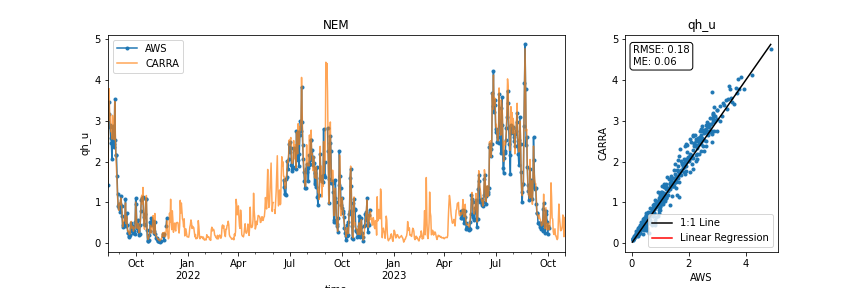 NEM
qh_u
AWS
CARRA
qh_u
5
4
3
2
1
0
Oct
Jan
2022
Apr
Jul
Oct
Jan
2023
Apr
Jul
Oct
RMSE: 0.18
ME: 0.06
CARRA
5
4
3
2
1
0
1:1 Line
Linear Regression
0
2
4
AWS